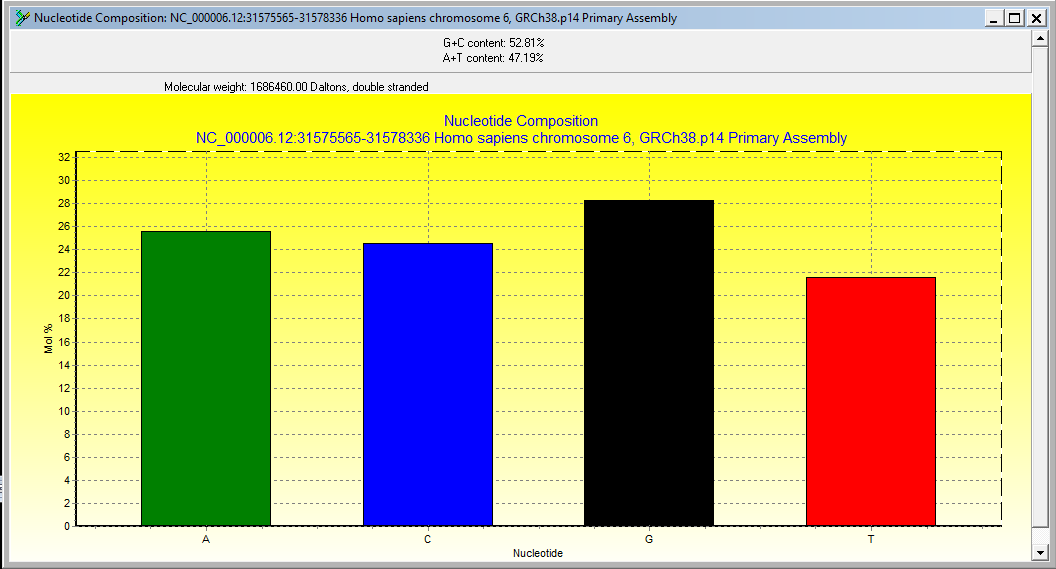 Nucleotide Composition: NC_000006.12:31575565-31578336 Homo sapiens chromosome 6, GRCh38.p14 Primary Assembly
G+C content: 52.81%
A+T content: 47.19%
Molecular weight: 1686460.00 Daltons, double stranded
Nucleotide Composition
NC_000006.12:31575565-31578336 Homo sapiens chromosome 6, GRCh38.p14 Primary Assembly
32
30
28
26
24
22
20
18
16
14
12
10
8
6
4
2
0
Mol %
A C G T
Nucleotide